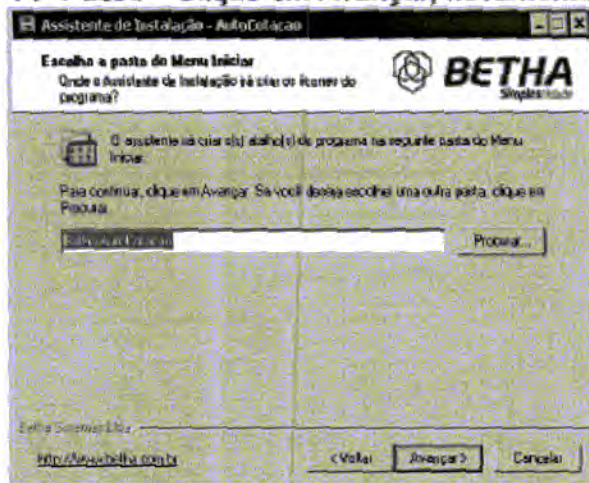 Assistente de Instalação - AutoCotacao
Escolha a pasta do Menu Iniciar
Onde o Assistente de Instalação irá criar os ícones do
programa?
BETHA
O assistente irá criar o(s) atalho(s) do programa na seguinte pasta do Menu
Iniciar.
Para continuar, clique em Avançar. Se você deseja escolher uma outra pasta, clique em
Procurar.
Procurar...
Betha Sistemas Ltda
http://www.betha.com.br
< Voltar
Avançar >
Cancelar